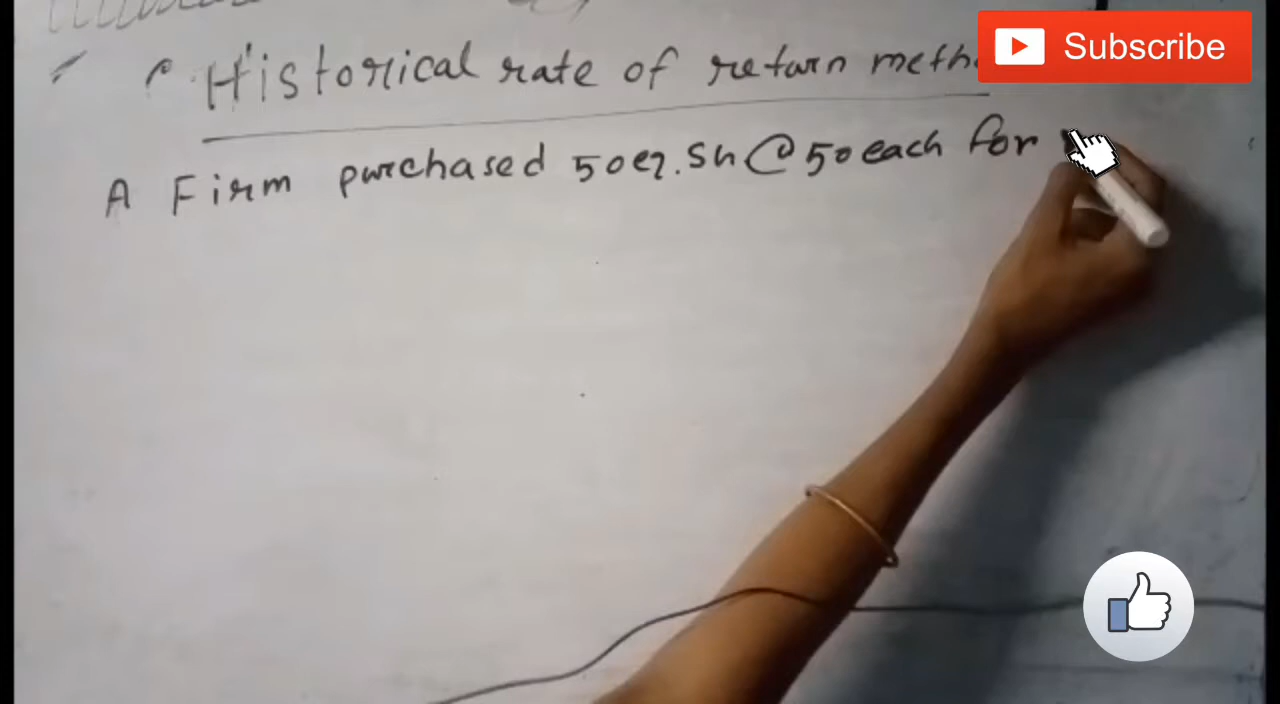 Subscribe
Historical rate of return meth
A Firm purchased 50 eq. Sh @ 50 each for